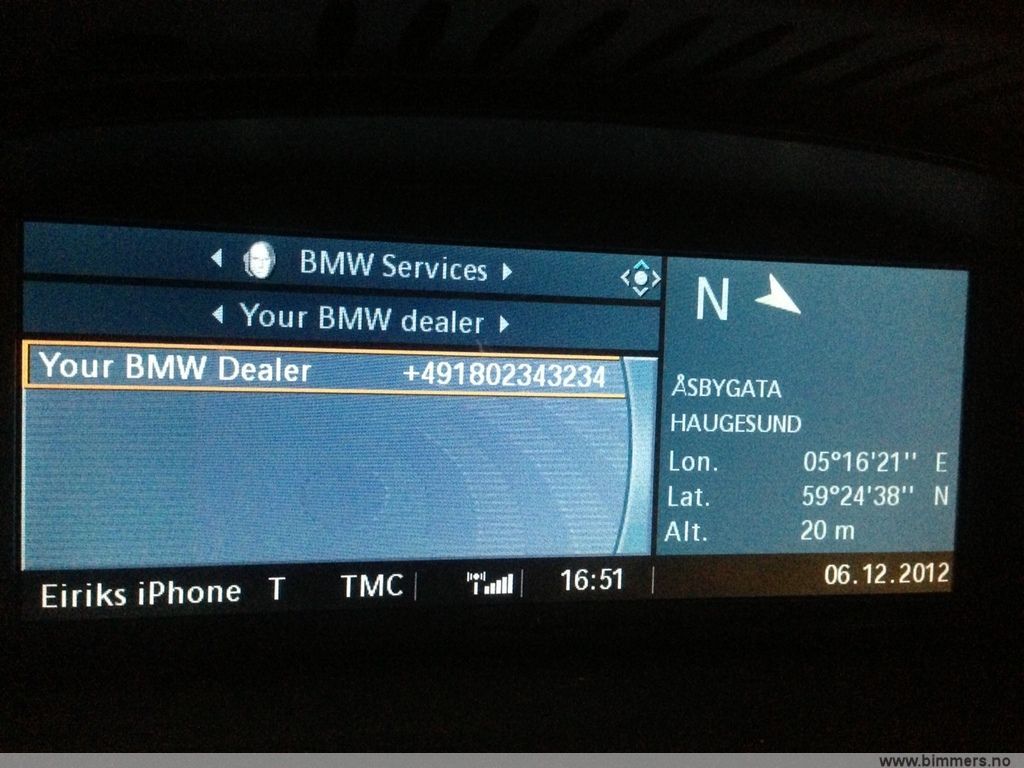 BMW Services
Your BMW dealer
Your BMW Dealer +491802343234
N
ÅSBYGATA
HAUGESUND
Lon. 05°16'21'' E
Lat. 59°24'38'' N
Alt. 20 m
Eiriks iPhone T TMC 16:51 06.12.2012
www.bimmers.no